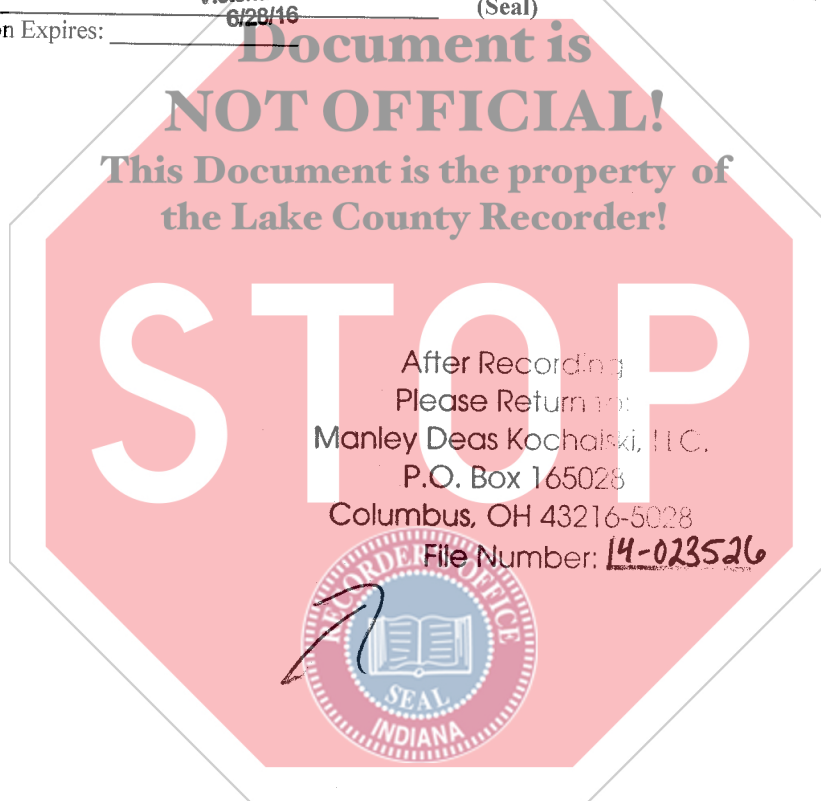 6/28/16
(Seal)
n Expires:
Document is
NOT OFFICIAL!
This Document is the property of
the Lake County Recorder!
STOP
After Recording
Please Return to:
Manley Deas Kochalski, LLC.
P.O. Box 165028
Columbus, OH 43216-5028
File Number: 14-023526
RECORDER'S OFFICE
SEAL
INDIANA